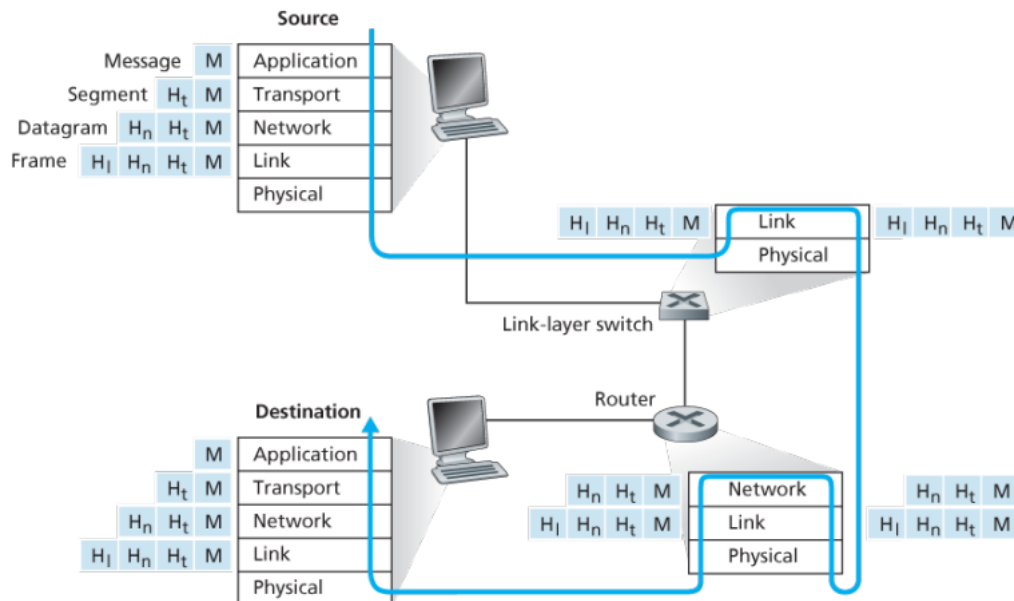 Source
Message M Application
Segment Ht M Transport
Datagram Hn Ht M Network
Frame Hl Hn Ht M Link
Physical
Hl Hn Ht M Link Hl Hn Ht M
Physical
Link-layer switch
Router
Destination
M Application
Ht M Transport
Hn Ht M Network
Hl Hn Ht M Link
Physical
Hn Ht M Network Hn Ht M
Hl Hn Ht M Link Hl Hn Ht M
Physical